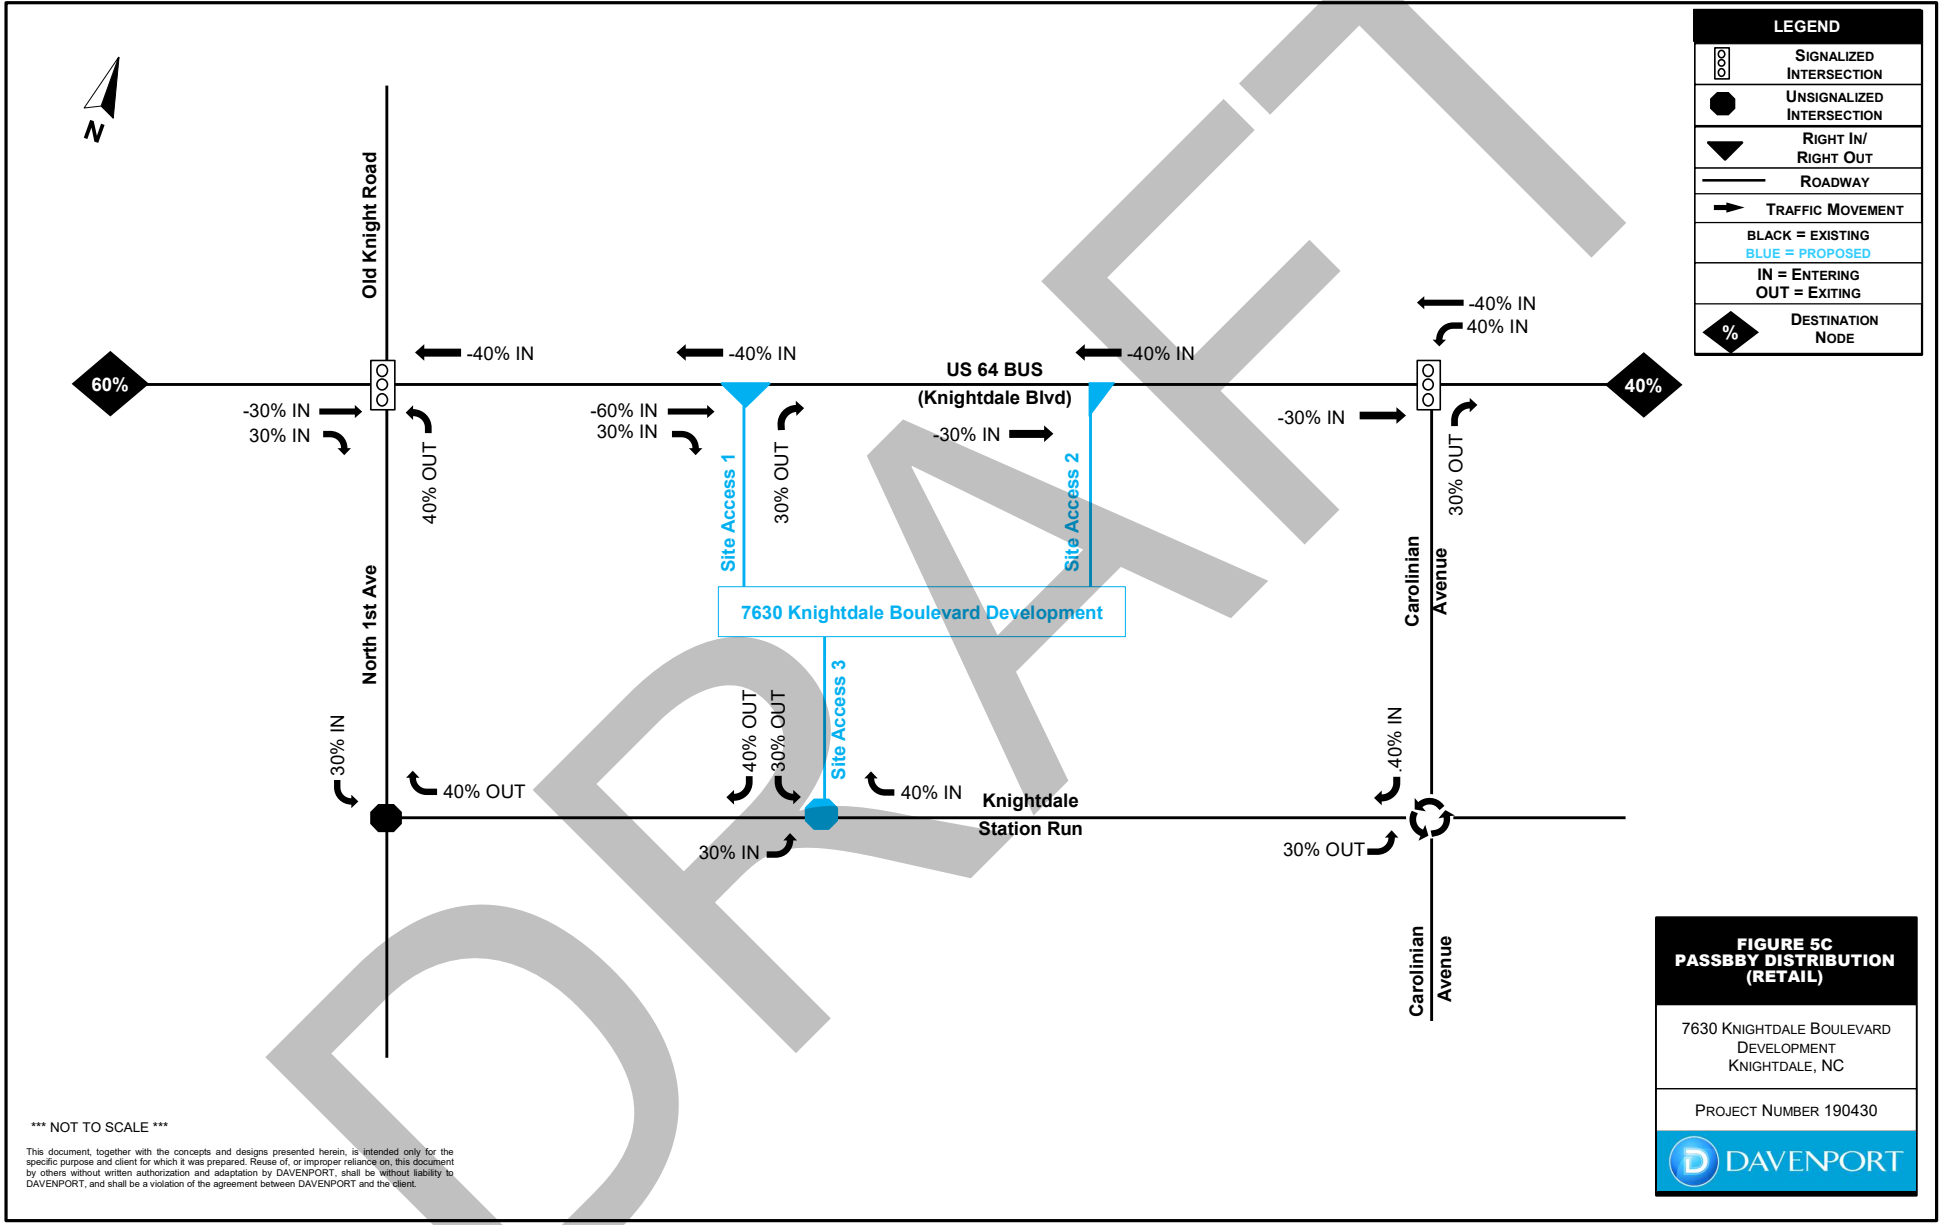 LEGEND
SIGNALIZED
INTERSECTION
UNSIGNALIZED
INTERSECTION
RIGHT IN/
RIGHT OUT
ROADWAY
TRAFFIC MOVEMENT
BLACK = EXISTING
BLUE = PROPOSED
IN = ENTERING
OUT = EXITING
%
DESTINATION
NODE
N
Old Knight Road
-40% IN
-40% IN
-40% IN
-40% IN
40% IN
60%
US 64 BUS
(Knightdale Blvd)
40%
-30% IN
30% IN
40% OUT
-60% IN
30% IN
30% OUT
-30% IN
-30% IN
30% OUT
Site Access 1
Site Access 2
North 1st Ave
Carolinian
Avenue
7630 Knightdale Boulevard Development
Site Access 3
30% IN
40% OUT
40% OUT
30% OUT
40% IN
30% IN
Knightdale
Station Run
.40% IN
30% OUT
Carolinian
Avenue
DRAFT
FIGURE 5C
PASSBBY DISTRIBUTION
(RETAIL)
7630 KNIGHTDALE BOULEVARD
DEVELOPMENT
KNIGHTDALE, NC
PROJECT NUMBER 190430
D DAVENPORT
*** NOT TO SCALE ***
This document, together with the concepts and designs presented herein, is intended only for the
specific purpose and client for which it was prepared. Reuse of, or improper reliance on, this document
by others without written authorization and adaptation by DAVENPORT, shall be without liability to
DAVENPORT, and shall be a violation of the agreement between DAVENPORT and the client.